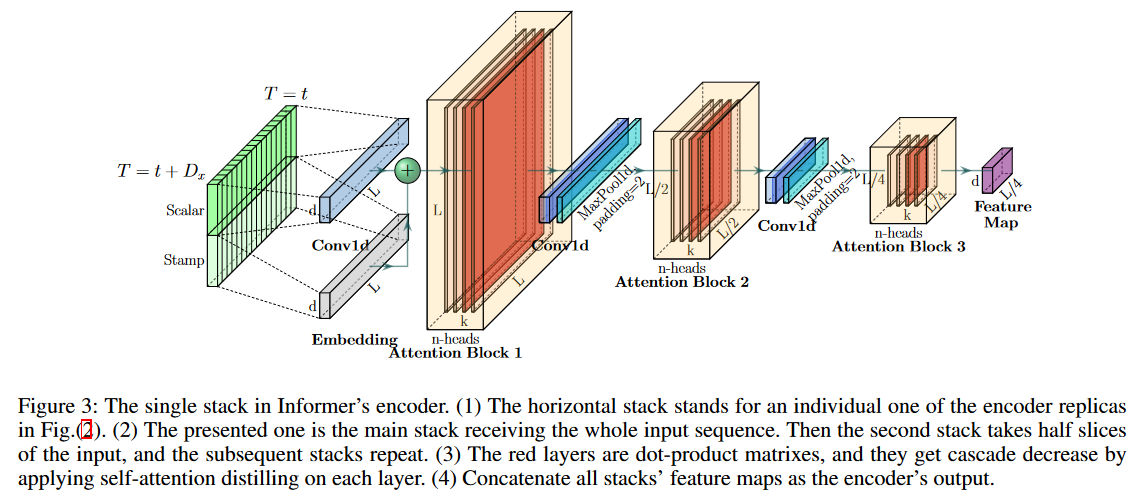 T = t
T = t + Dx
Scalar
Stamp
d
L
Conv1d
d
L
Embedding
L
k
L
n-heads
Attention Block 1
Conv1d
MaxPool1d,
padding=2
L/2
k
L/2
n-heads
Attention Block 2
Conv1d
MaxPool1d,
padding=2
L/4
k
L/4
n-heads
Attention Block 3
d
L/4
Feature
Map
Figure 3: The single stack in Informer's encoder. (1) The horizontal stack stands for an individual one of the encoder replicas
in Fig.(2). (2) The presented one is the main stack receiving the whole input sequence. Then the second stack takes half slices
of the input, and the subsequent stacks repeat. (3) The red layers are dot-product matrixes, and they get cascade decrease by
applying self-attention distilling on each layer. (4) Concatenate all stacks' feature maps as the encoder's output.